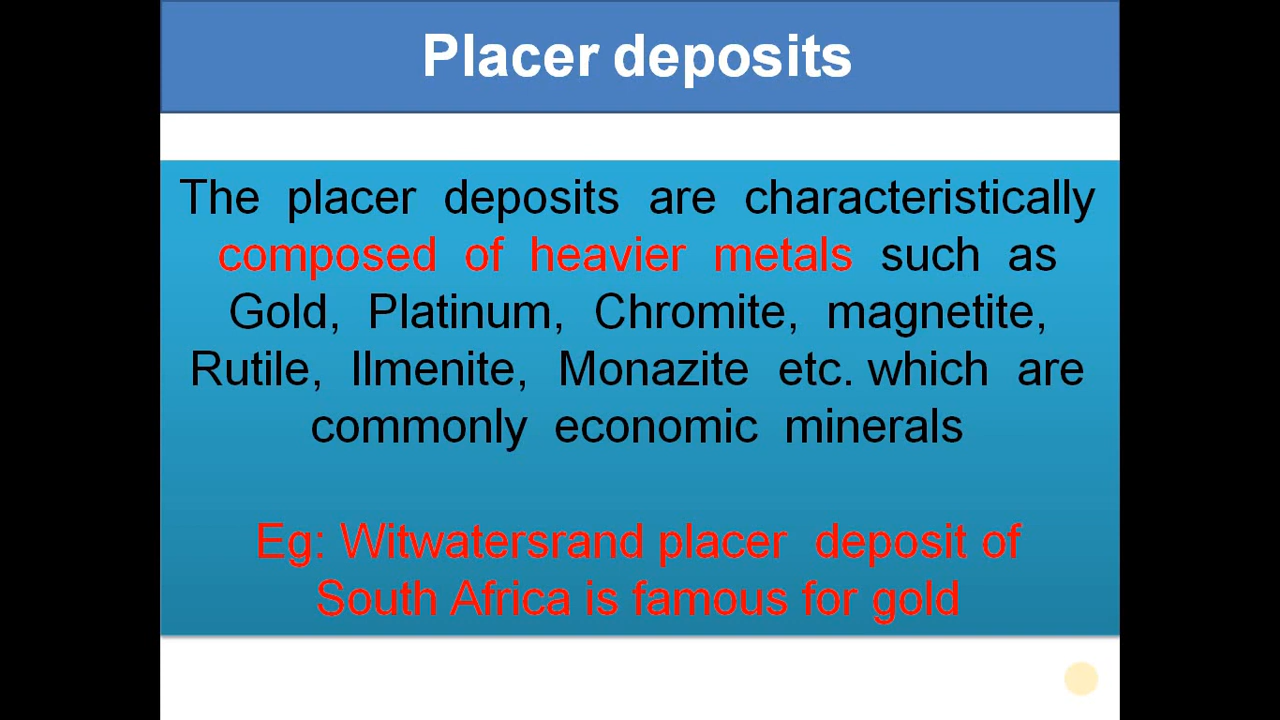 Placer deposits
The placer deposits are characteristically
composed of heavier metals such as
Gold, Platinum, Chromite, magnetite,
Rutile, Ilmenite, Monazite etc. which are
commonly economic minerals
Eg: Witwatersrand placer deposit of
South Africa is famous for gold